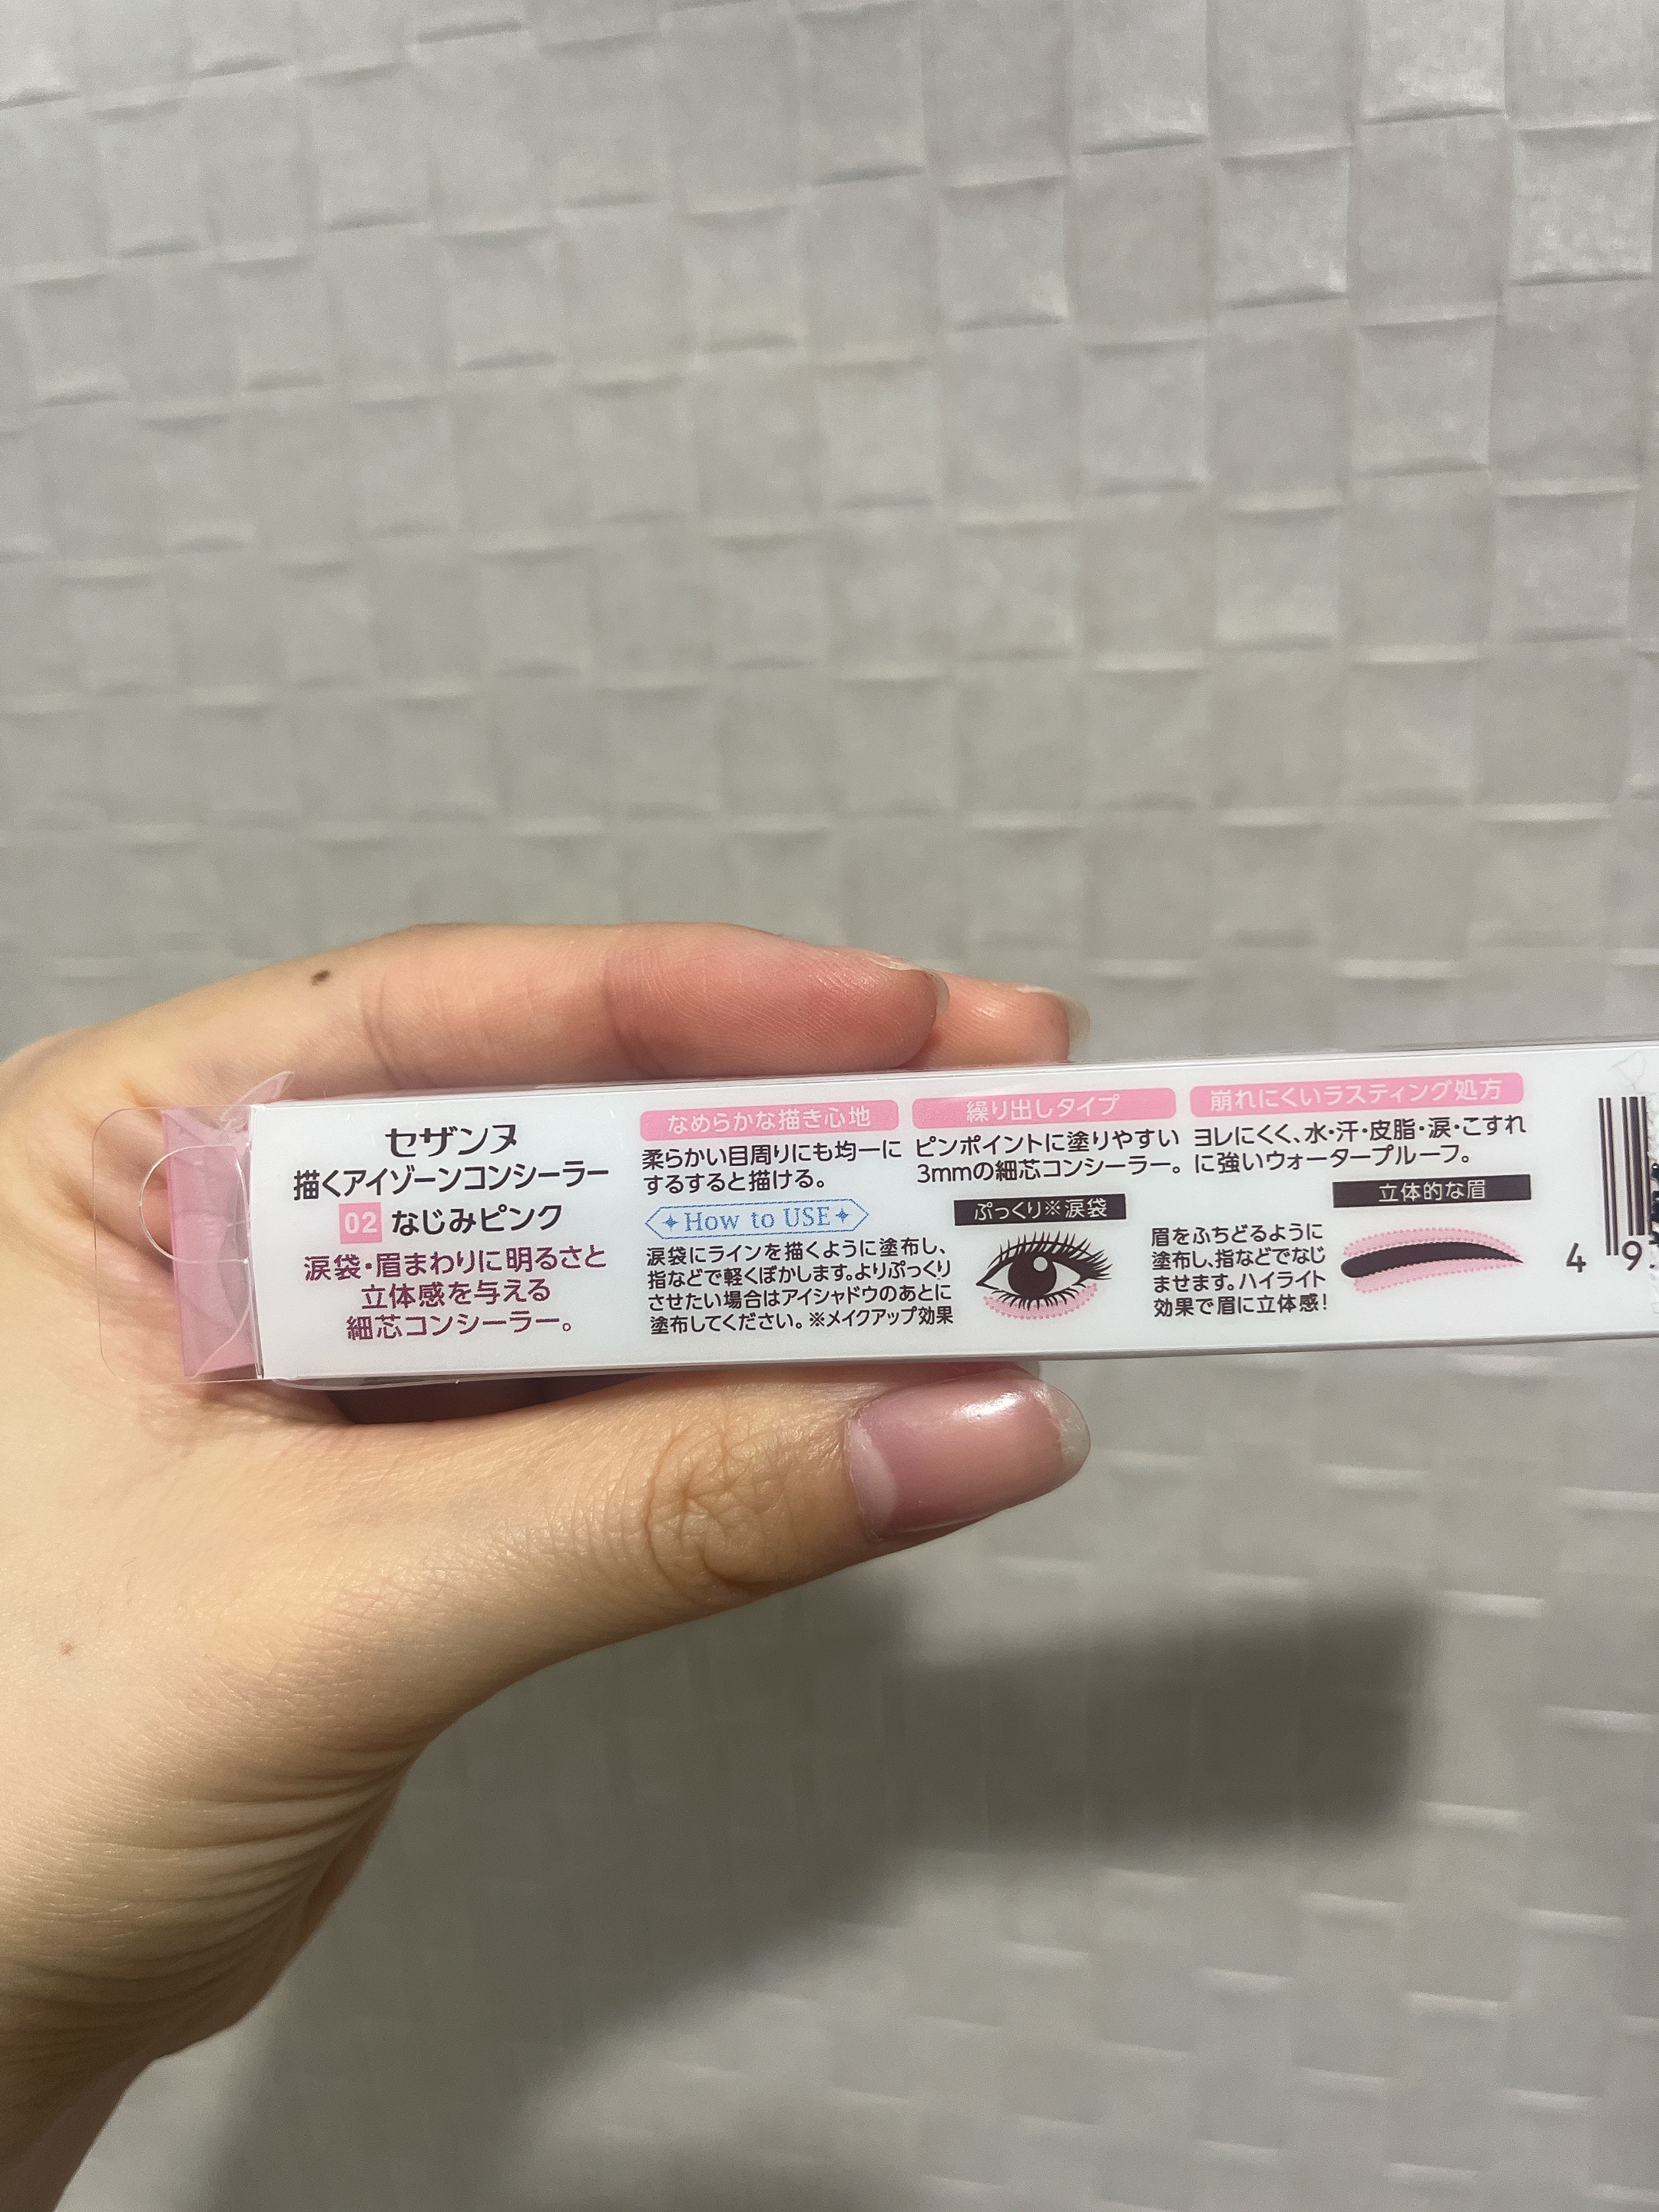 セザンヌ
描くアイゾーンコンシーラー
02 なじみピンク
涙袋・眉まわりに明るさと
立体感を与える
細芯コンシーラー。
なめらかな描き心地
柔らかい目周りにも均一に
するすると描ける。
繰り出しタイプ
ピンポイントに塗りやすい
3mmの細芯コンシーラー。
崩れにくいラスティング処方
ヨレにくく、水・汗・皮脂・涙・こすれ
に強いウォータープルーフ。
How to USE
涙袋にラインを描くように塗布し、
指などで軽くぼかします。よりぷっくり
させたい場合はアイシャドウのあとに
塗布してください。※メイクアップ効果
ぷっくり※涙袋
眉をふちどるように
塗布し、指などでなじ
ませます。ハイライト
効果で眉に立体感!
立体的な眉
4 9